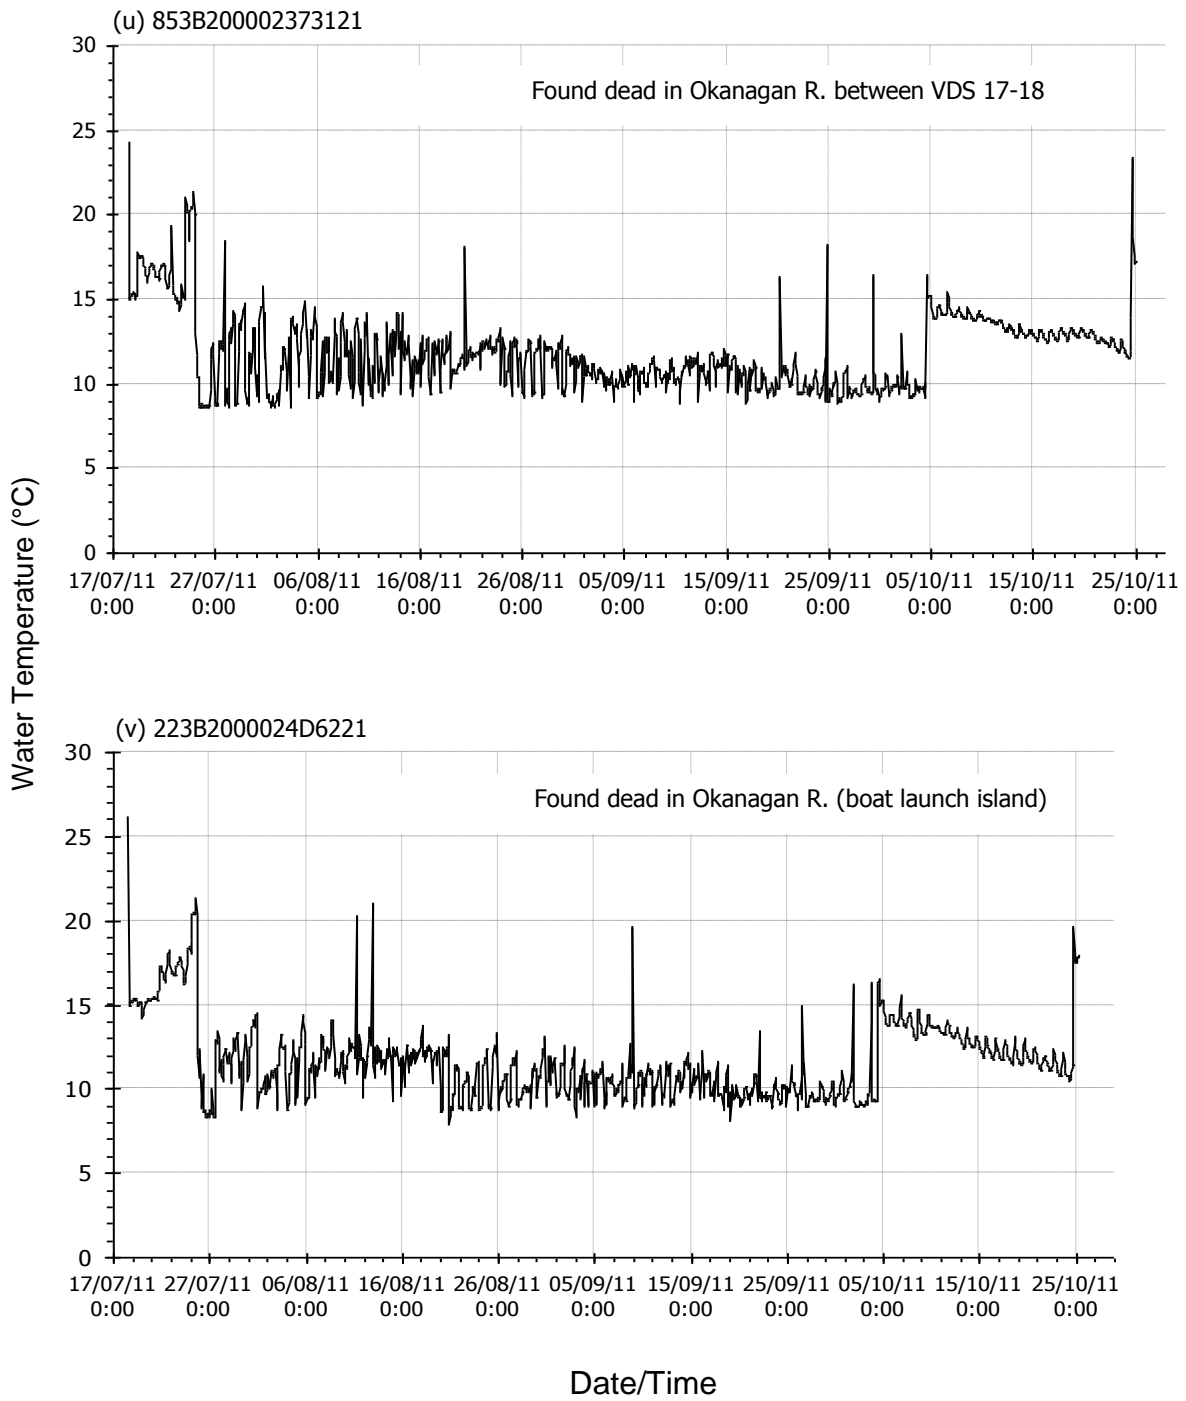 (u) 853B200002373121
30
Found dead in Okanagan R. between VDS 17-18
25
20
15
10
5
0
17/07/11 27/07/11 06/08/11 16/08/11 26/08/11 05/09/11 15/09/11 25/09/11 05/10/11 15/10/11 25/10/11
0:00 0:00 0:00 0:00 0:00 0:00 0:00 0:00 0:00 0:00 0:00
Water Temperature (°C)
(v) 223B2000024D6221
30
Found dead in Okanagan R. (boat launch island)
25
20
15
10
5
0
17/07/11 27/07/11 06/08/11 16/08/11 26/08/11 05/09/11 15/09/11 25/09/11 05/10/11 15/10/11 25/10/11
0:00 0:00 0:00 0:00 0:00 0:00 0:00 0:00 0:00 0:00 0:00
Date/Time